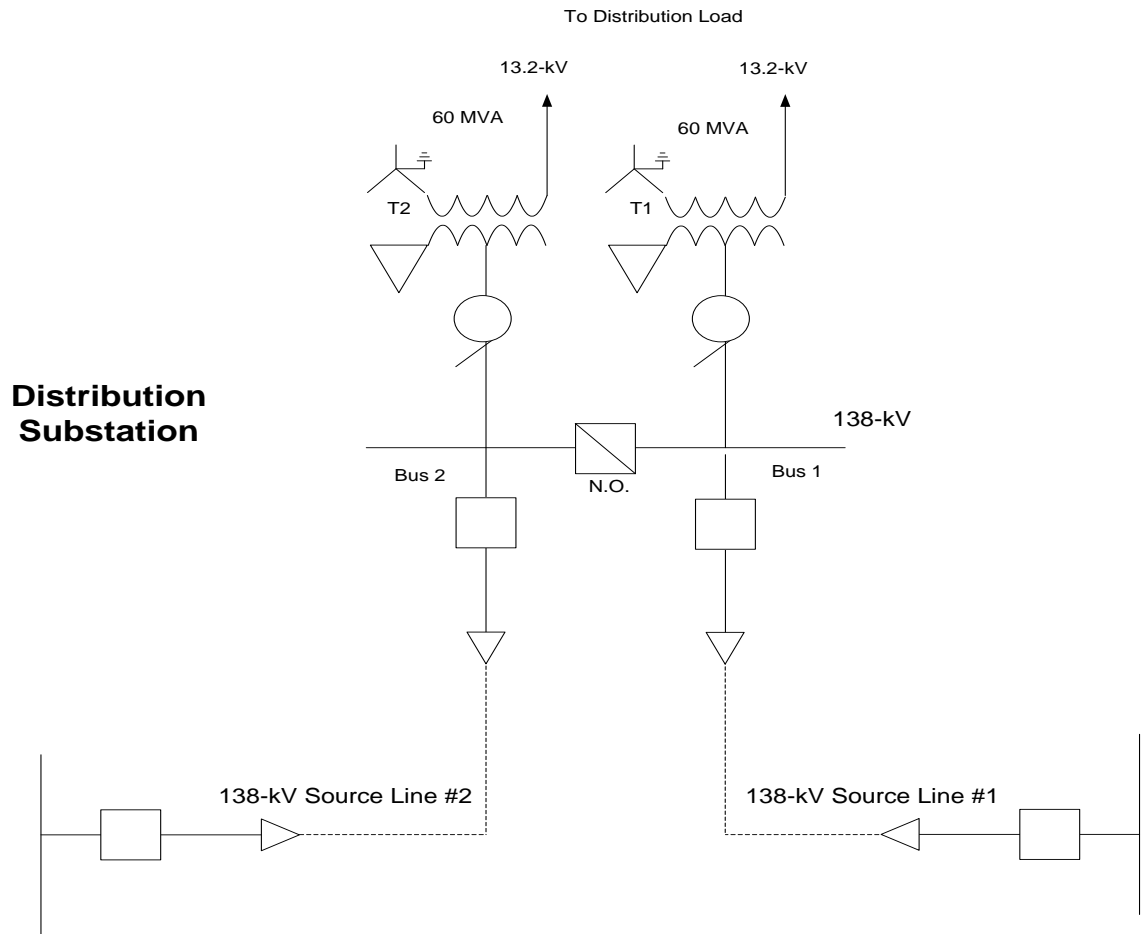 To Distribution Load
13.2-kV
13.2-kV
60 MVA
60 MVA
T2
T1
Distribution
Substation
138-kV
Bus 2
Bus 1
N.O.
138-kV Source Line #2
138-kV Source Line #1